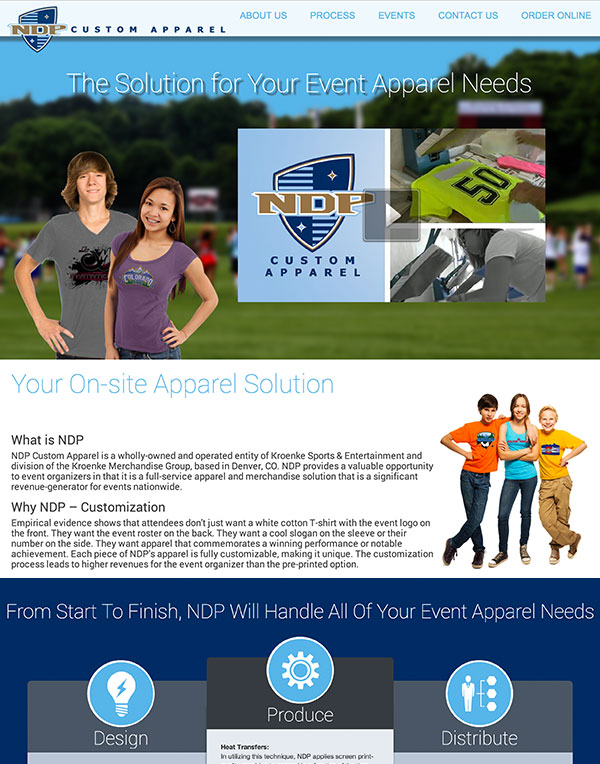 NDP CUSTOM APPAREL
ABOUT US PROCESS EVENTS CONTACT US ORDER ONLINE
The Solution for Your Event Apparel Needs
NDP
CUSTOM
APPAREL
50
COLORADO
Your On-site Apparel Solution
What is NDP
NDP Custom Apparel is a wholly-owned and operated entity of Kroenke Sports & Entertainment and
division of the Kroenke Merchandise Group, based in Denver, CO. NDP provides a valuable opportunity
to event organizers in that it is a full-service apparel and merchandise solution that is a significant
revenue-generator for events nationwide.
Why NDP – Customization
Empirical evidence shows that attendees don't just want a white cotton T-shirt with the event logo on
the front. They want the event roster on the back. They want a cool slogan on the sleeve or their
number on the side. They want apparel that commemorates a winning performance or notable
achievement. Each piece of NDP's apparel is fully customizable, making it unique. The customization
process leads to higher revenues for the event organizer than the pre-printed option.
From Start To Finish, NDP Will Handle All Of Your Event Apparel Needs
Design
Produce
Distribute
Heat Transfers:
In utilizing this technique, NDP applies screen print-